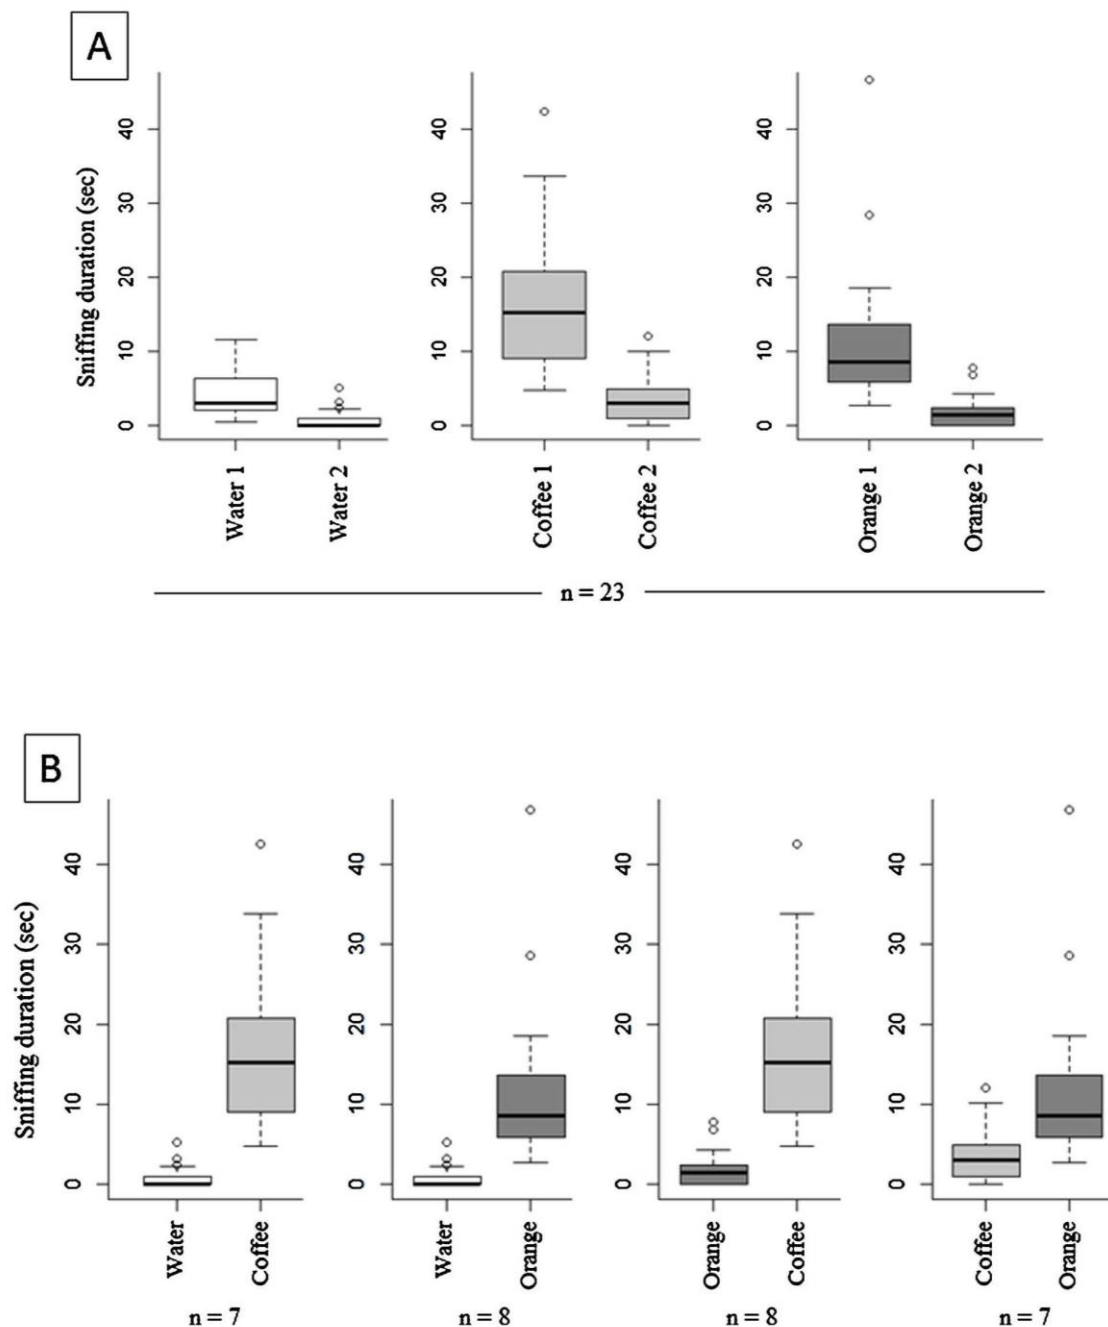 A
Sniffing duration (sec)
0 10 20 30 40
0 10 20 30 40
0 10 20 30 40
Water 1
Water 2
Coffee 1
Coffee 2
Orange 1
Orange 2
n = 23
B
Sniffing duration (sec)
0 10 20 30 40
0 10 20 30 40
0 10 20 30 40
0 10 20 30 40
Water
Coffee
Water
Orange
Orange
Coffee
Coffee
Orange
n = 7
n = 8
n = 8
n = 7